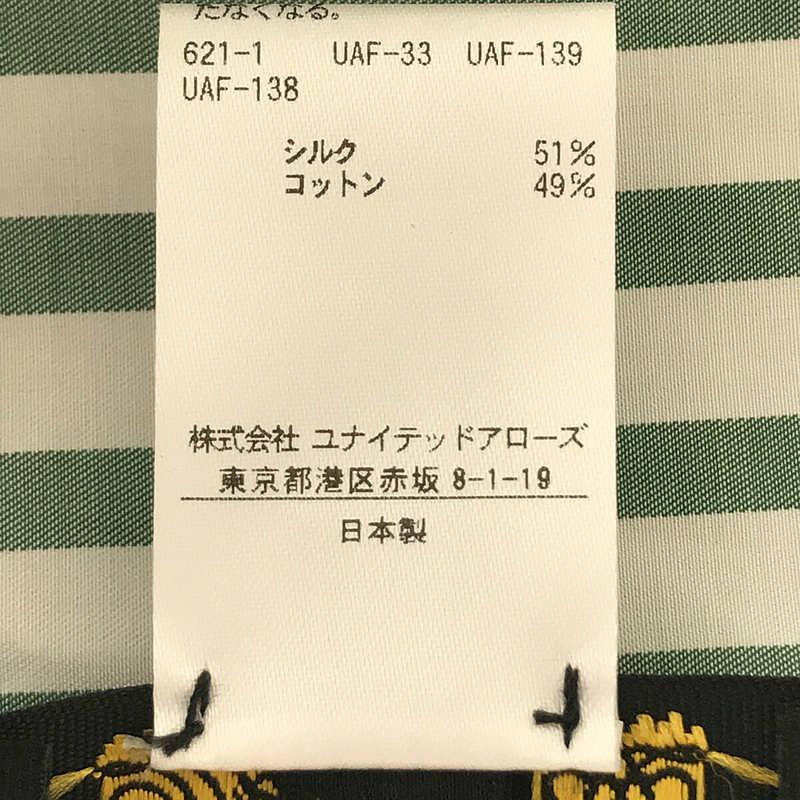 たなくなる。
621-1 UAF-33 UAF-139
UAF-138
シルク 51%
コットン 49%
株式会社 ユナイテッドアローズ
東京都港区赤坂 8-1-19
日本製